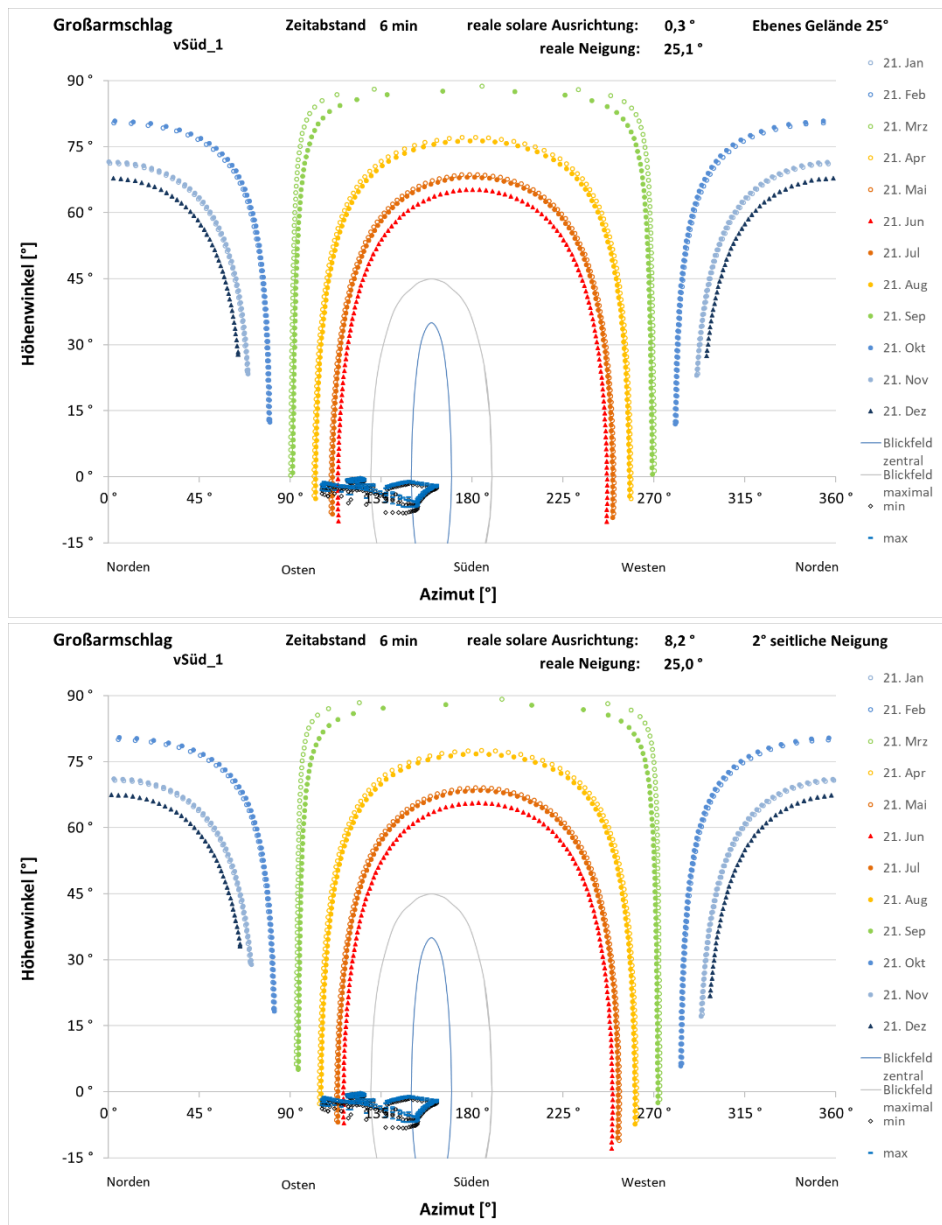 Großarmschlag Zeitabstand 6 min reale solare Ausrichtung: 0,3 ° Ebenes Gelände 25°
vSüd_1 reale Neigung: 25,1 °
Höhenwinkel [°]
90 °
75 °
60 °
45 °
30 °
15 °
0 °
-15 °
0 ° 45 ° 90 ° 135 ° 180 ° 225 ° 270 ° 315 ° 360 °
Norden Osten Süden Westen Norden
Azimut [°]
21. Jan
21. Feb
21. Mrz
21. Apr
21. Mai
21. Jun
21. Jul
21. Aug
21. Sep
21. Okt
21. Nov
21. Dez
Blickfeld
zentral
Blickfeld
maximal
min
max
Großarmschlag Zeitabstand 6 min reale solare Ausrichtung: 8,2 ° 2° seitliche Neigung
vSüd_1 reale Neigung: 25,0 °
Höhenwinkel [°]
90 °
75 °
60 °
45 °
30 °
15 °
0 °
-15 °
0 ° 45 ° 90 ° 135 ° 180 ° 225 ° 270 ° 315 ° 360 °
Norden Osten Süden Westen Norden
Azimut [°]
21. Jan
21. Feb
21. Mrz
21. Apr
21. Mai
21. Jun
21. Jul
21. Aug
21. Sep
21. Okt
21. Nov
21. Dez
Blickfeld
zentral
Blickfeld
maximal
min
max